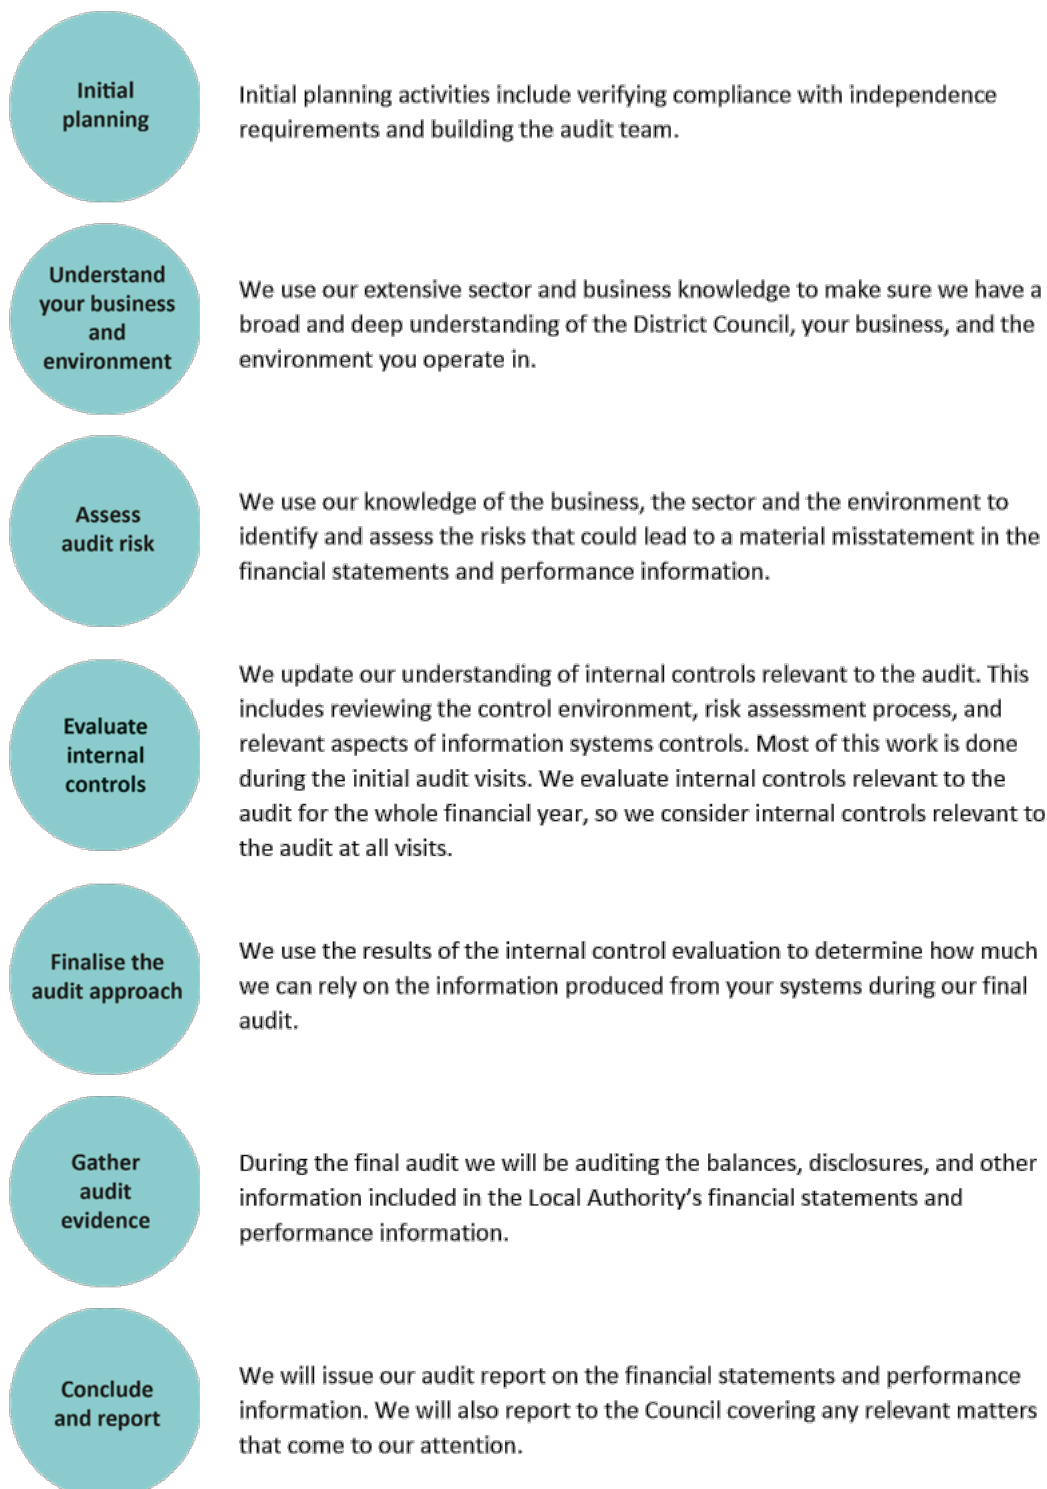 Initial
planning
Initial planning activities include verifying compliance with independence
requirements and building the audit team.
Understand
your business
and
environment
We use our extensive sector and business knowledge to make sure we have a
broad and deep understanding of the District Council, your business, and the
environment you operate in.
Assess
audit risk
We use our knowledge of the business, the sector and the environment to
identify and assess the risks that could lead to a material misstatement in the
financial statements and performance information.
Evaluate
internal
controls
We update our understanding of internal controls relevant to the audit. This
includes reviewing the control environment, risk assessment process, and
relevant aspects of information systems controls. Most of this work is done
during the initial audit visits. We evaluate internal controls relevant to the
audit for the whole financial year, so we consider internal controls relevant to
the audit at all visits.
Finalise the
audit approach
We use the results of the internal control evaluation to determine how much
we can rely on the information produced from your systems during our final
audit.
Gather
audit
evidence
During the final audit we will be auditing the balances, disclosures, and other
information included in the Local Authority’s financial statements and
performance information.
Conclude
and report
We will issue our audit report on the financial statements and performance
information. We will also report to the Council covering any relevant matters
that come to our attention.